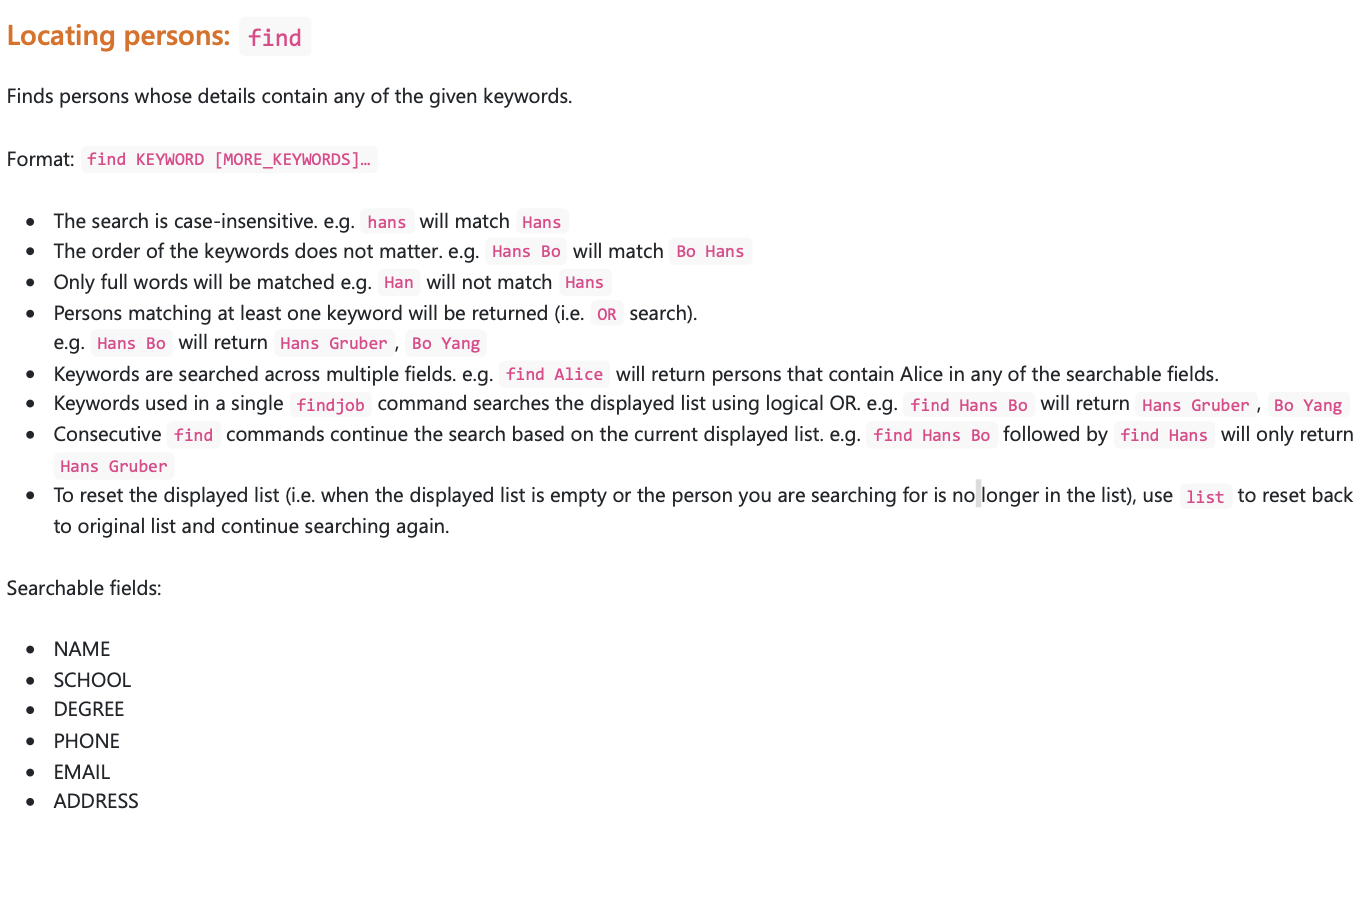 Locating persons: find
Finds persons whose details contain any of the given keywords.
Format: find KEYWORD [MORE_KEYWORDS]…
• The search is case-insensitive. e.g. hans will match Hans
• The order of the keywords does not matter. e.g. Hans Bo will match Bo Hans
• Only full words will be matched e.g. Han will not match Hans
• Persons matching at least one keyword will be returned (i.e. OR search).
e.g. Hans Bo will return Hans Gruber, Bo Yang
• Keywords are searched across multiple fields. e.g. find Alice will return persons that contain Alice in any of the searchable fields.
• Keywords used in a single findjob command searches the displayed list using logical OR. e.g. find Hans Bo will return Hans Gruber, Bo Yang
• Consecutive find commands continue the search based on the current displayed list. e.g. find Hans Bo followed by find Hans will only return
Hans Gruber
• To reset the displayed list (i.e. when the displayed list is empty or the person you are searching for is no longer in the list), use list to reset back
to original list and continue searching again.
Searchable fields:
• NAME
• SCHOOL
• DEGREE
• PHONE
• EMAIL
• ADDRESS